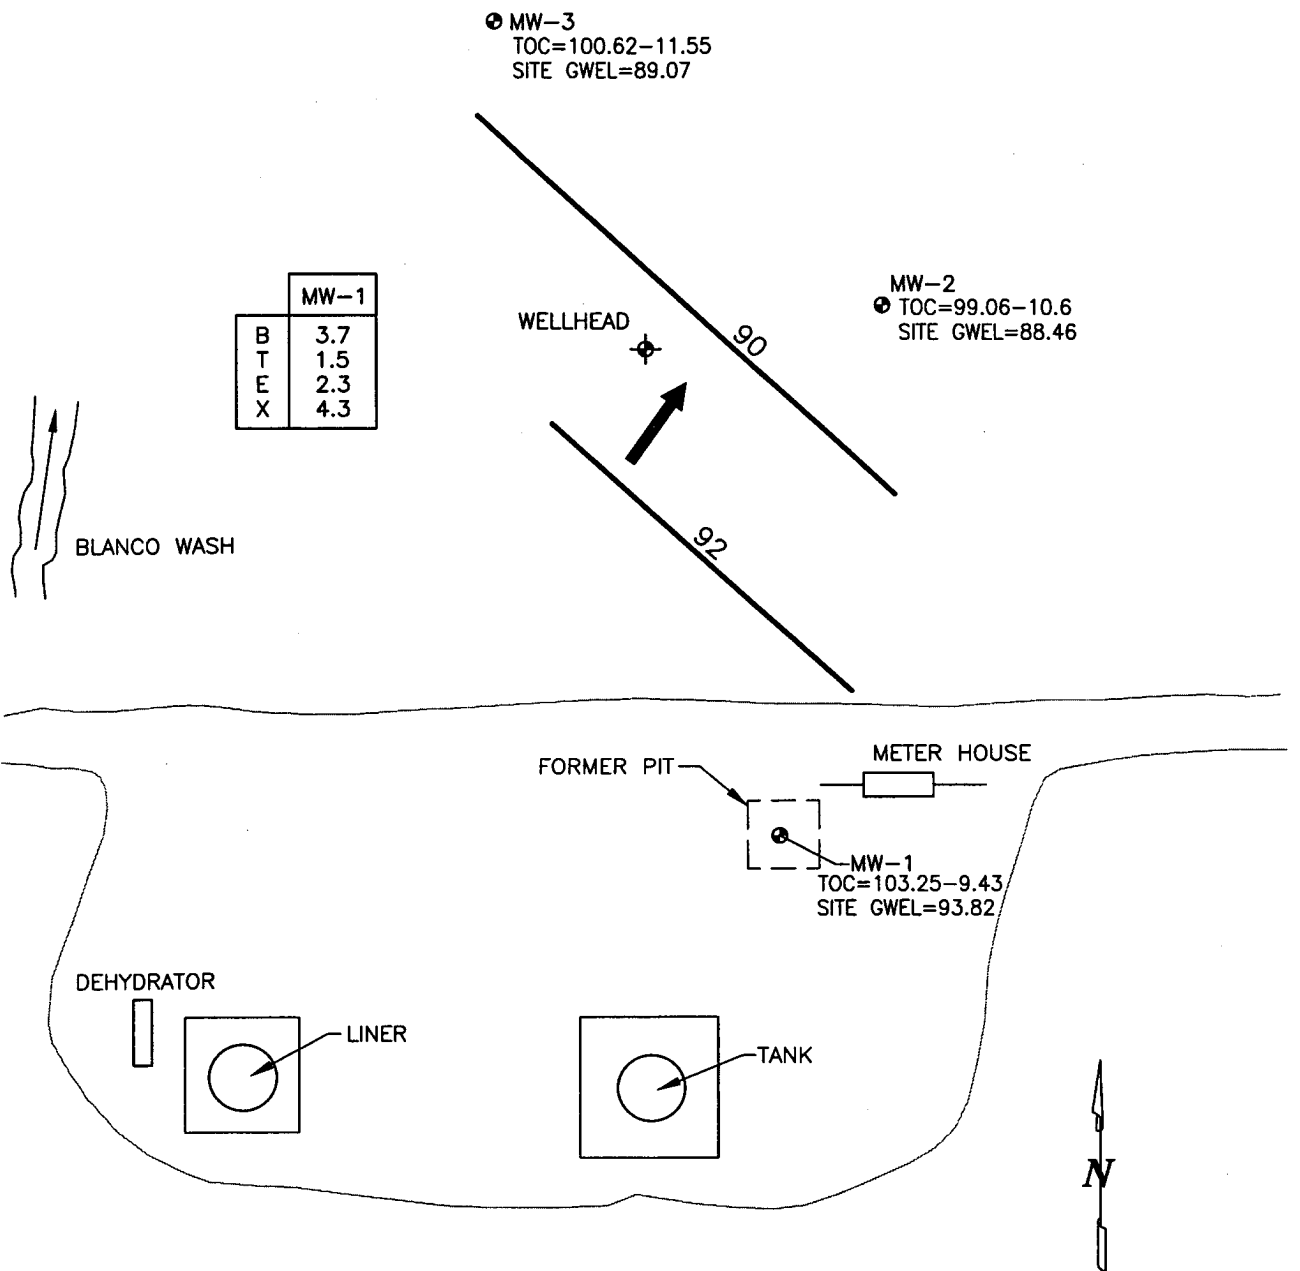 MW-3
TOC=100.62-11.55
SITE GWEL=89.07
MW-2
TOC=99.06-10.6
SITE GWEL=88.46
MW-1
B 3.7
T 1.5
E 2.3
X 4.3
WELLHEAD
90
92
BLANCO WASH
METER HOUSE
FORMER PIT
MW-1
TOC=103.25-9.43
SITE GWEL=93.82
DEHYDRATOR
LINER
TANK
N